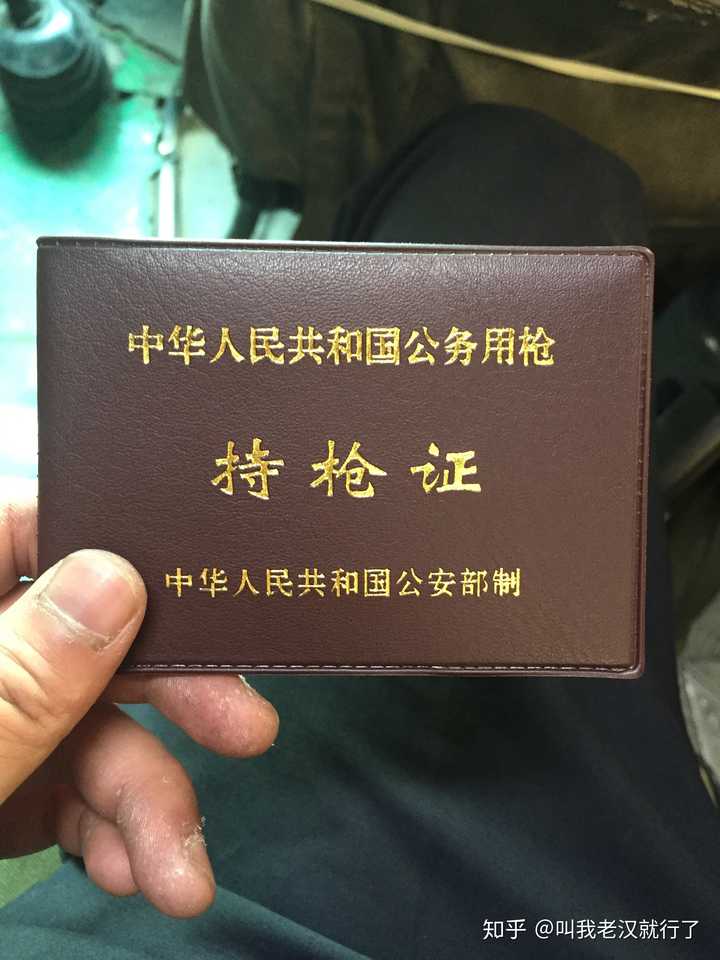 中华人民共和国公务用枪
持枪证
中华人民共和国公安部制
知乎 @叫我老汉就行了